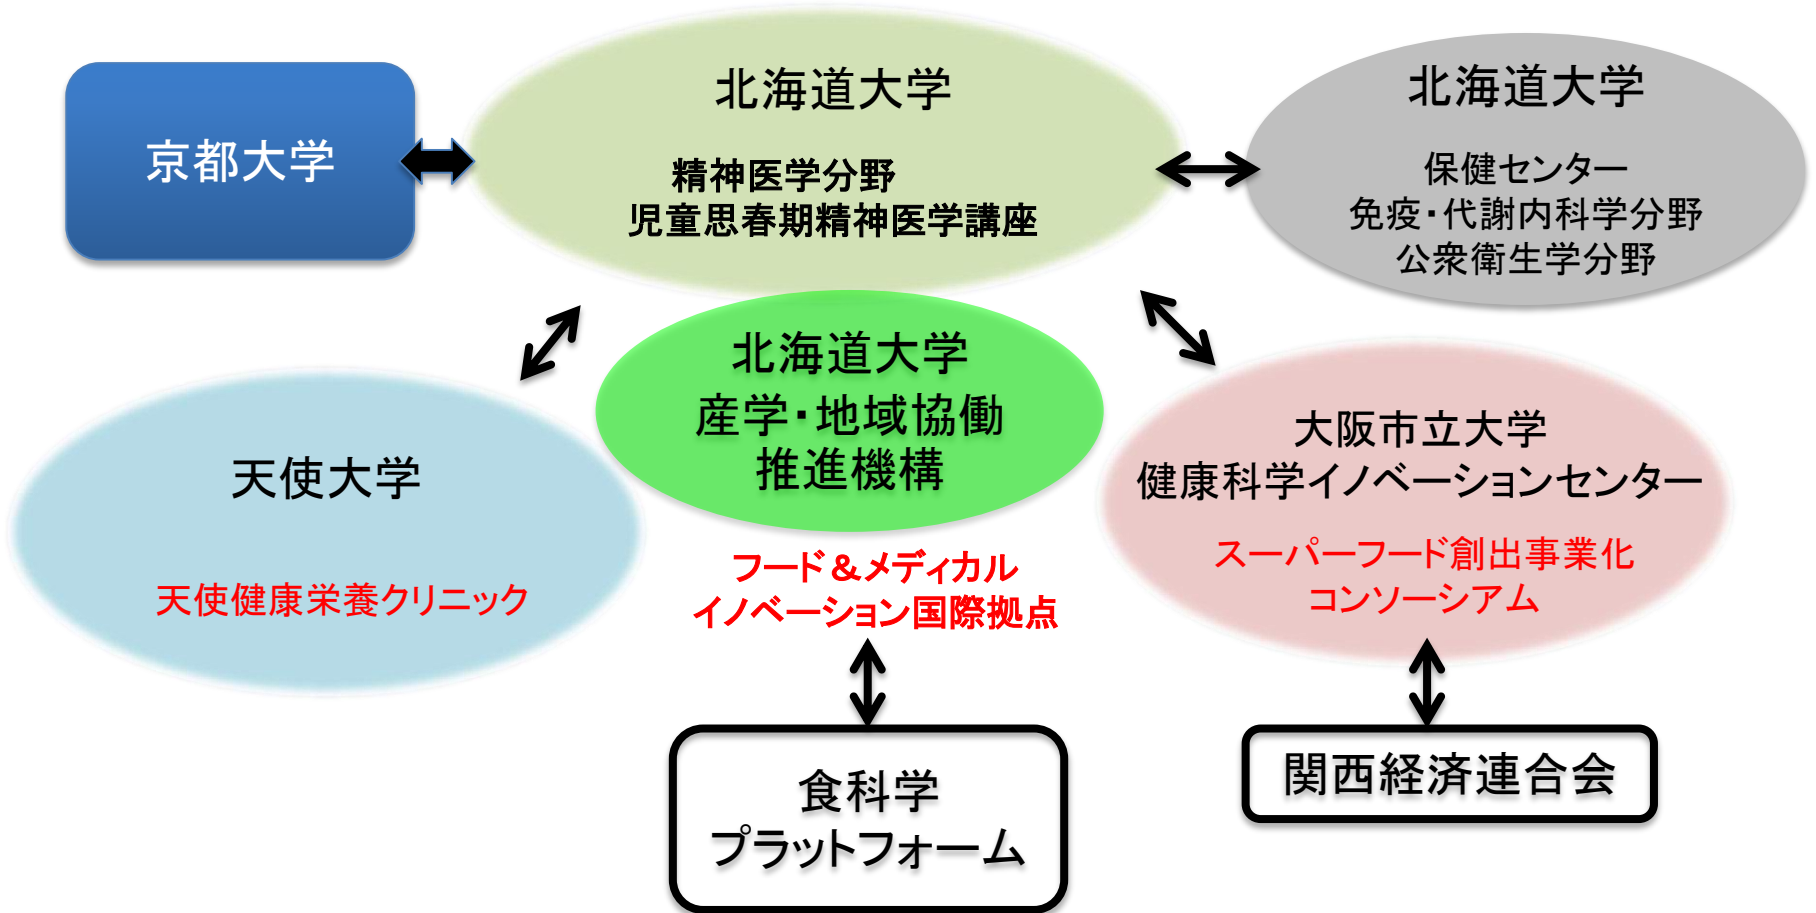 京都大学
北海道大学
精神医学分野
児童思春期精神医学講座
北海道大学
保健センター
免疫・代謝内科学分野
公衆衛生学分野
北海道大学
産学・地域協働
推進機構
フード＆メディカル
イノベーション国際拠点
天使大学
天使健康栄養クリニック
大阪市立大学
健康科学イノベーションセンター
スーパーフード創出事業化
コンソーシアム
食科学
プラットフォーム
関西経済連合会